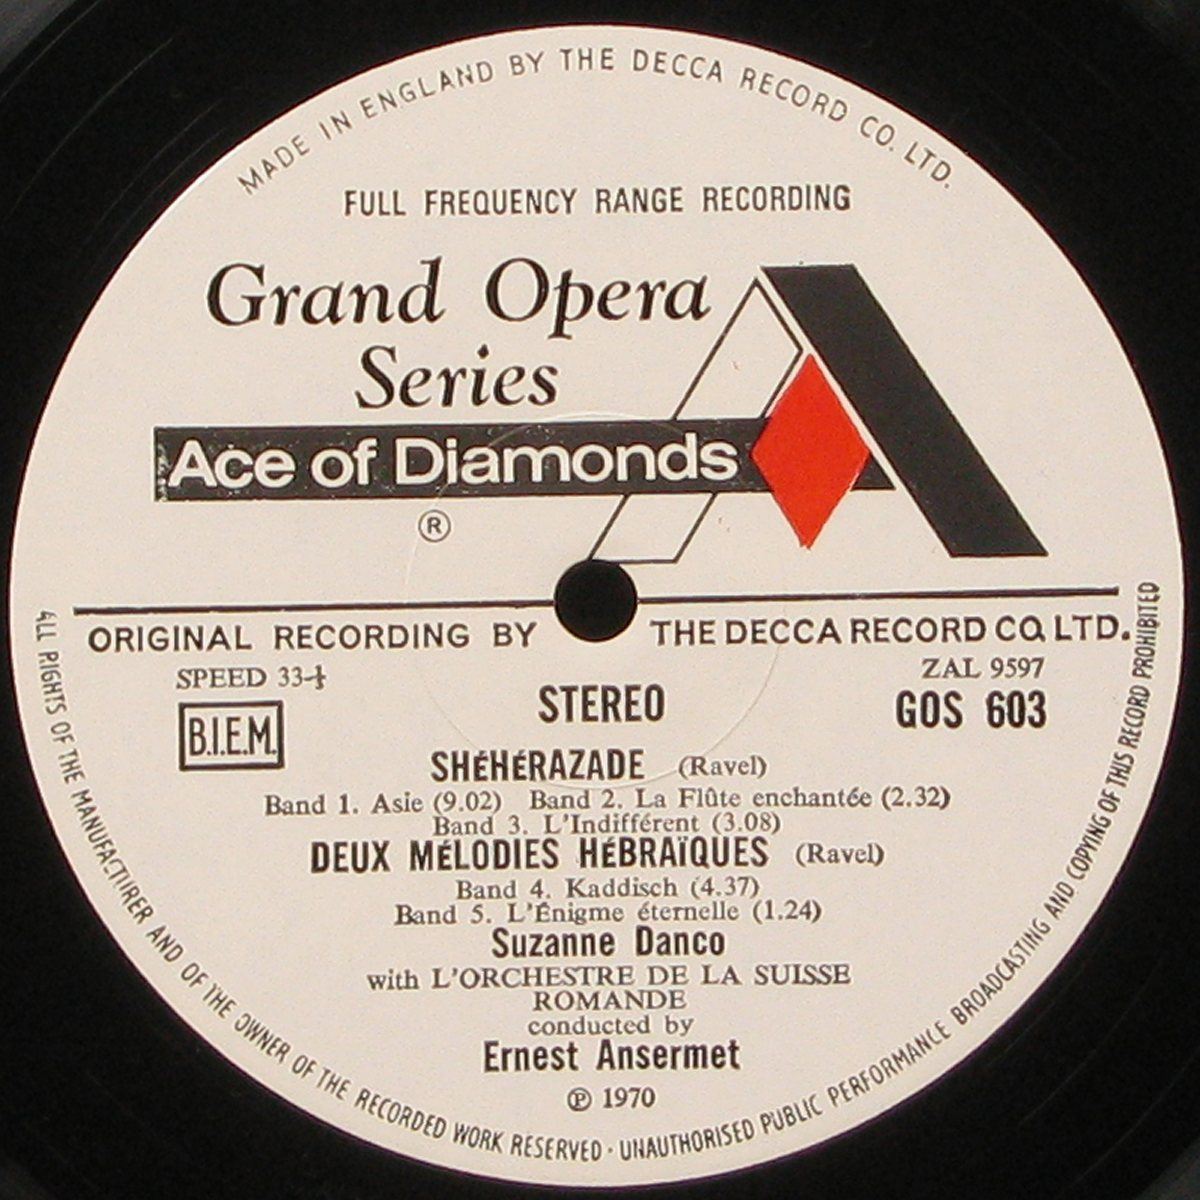 MADE IN ENGLAND BY THE DECCA RECORD CO. LTD.
FULL FREQUENCY RANGE RECORDING
Grand Opera
Series
Ace of Diamonds
®
ORIGINAL RECORDING BY THE DECCA RECORD CO. LTD.
SPEED 33⅓
ZAL 9597
B.I.E.M.
STEREO
GOS 603
SHÉHÉRAZADE (Ravel)
Band 1. Asie (9.02) Band 2. La Flûte enchantée (2.32)
Band 3. L'Indifférent (3.08)
DEUX MÉLODIES HÉBRAÏQUES (Ravel)
Band 4. Kaddisch (4.37)
Band 5. L'Énigme éternelle (1.24)
Suzanne Danco
with L'ORCHESTRE DE LA SUISSE
ROMANDE
conducted by
Ernest Ansermet
℗ 1970
ALL RIGHTS OF THE MANUFACTURER AND OF THE OWNER OF THE RECORDED WORK RESERVED · UNAUTHORISED PUBLIC PERFORMANCE BROADCASTING AND COPYING OF THIS RECORD PROHIBITED